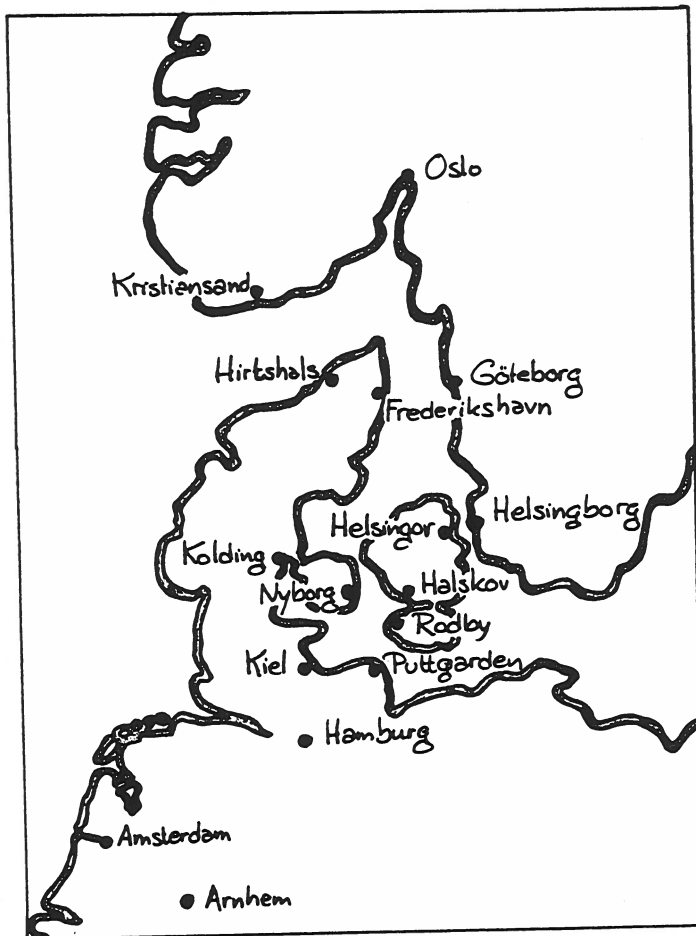 Oslo
Kristiansand
Hirtshals
Göteborg
Frederikshavn
Helsingborg
Helsingor
Kolding
Nyborg
Halskov
Rodby
Kiel
Puttgarden
Hamburg
Amsterdam
Arnhem